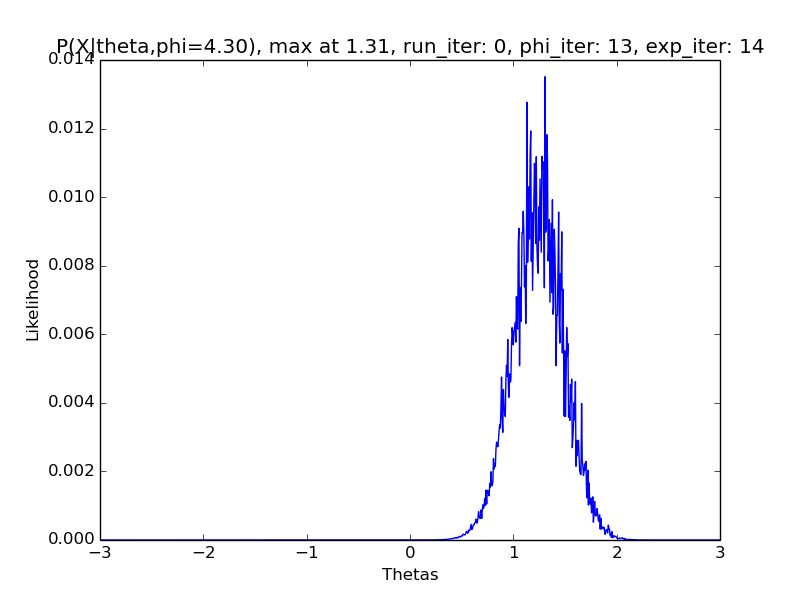 P(X|theta,phi=4.30), max at 1.31, run_iter: 0, phi_iter: 13, exp_iter: 14
0.014
0.012
0.010
0.008
0.006
0.004
0.002
0.000
Likelihood
−3 −2 −1 0 1 2 3
Thetas